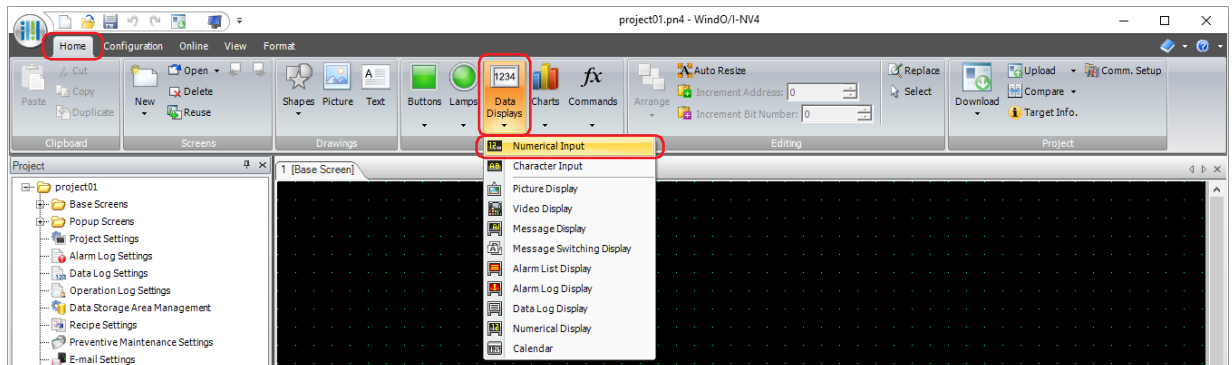 project01.pn4 - WindO/I-NV4
Home Configuration Online View Format
Paste Cut Copy Duplicate
Clipboard
New Open Delete Reuse
Screens
Shapes Picture Text
Drawings
Buttons Lamps 1234 Data Displays Charts fx Commands
Arrange Auto Resize
Increment Address: 0
Increment Bit Number: 0
Replace
Select
Editing
Download Upload Compare Target Info. Comm. Setup
Project
Project
project01
Base Screens
Popup Screens
Project Settings
Alarm Log Settings
Data Log Settings
Operation Log Settings
Data Storage Area Management
Recipe Settings
Preventive Maintenance Settings
E-mail Settings
1 [Base Screen]
Numerical Input
Character Input
Picture Display
Video Display
Message Display
Message Switching Display
Alarm List Display
Alarm Log Display
Data Log Display
Numerical Display
Calendar